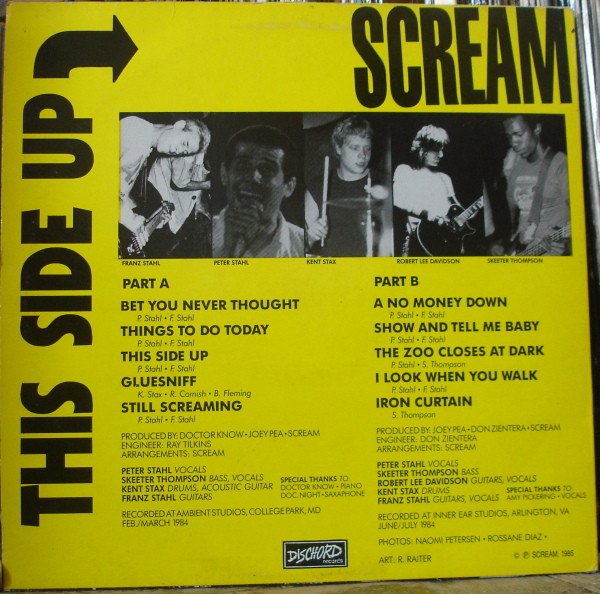 THIS SIDE UP
SCREAM
FRANZ STAHL
PETER STAHL
KENT STAX
ROBERT LEE DAVIDSON
SKEETER THOMPSON
PART A
BET YOU NEVER THOUGHT
P. Stahl • F. Stahl
THINGS TO DO TODAY
P. Stahl • F. Stahl
THIS SIDE UP
P. Stahl • F. Stahl
GLUESNIFF
K. Stax • R. Cornish • B. Fleming
STILL SCREAMING
P. Stahl • F. Stahl
PRODUCED BY: DOCTOR KNOW • JOEY PEA • SCREAM
ENGINEER: RAY TILKINS
ARRANGEMENTS: SCREAM
PETER STAHL VOCALS
SKEETER THOMPSON BASS, VOCALS
KENT STAX DRUMS, ACOUSTIC GUITAR
FRANZ STAHL GUITARS
SPECIAL THANKS TO:
DOCTOR KNOW • PIANO
DOC. NIGHT • SAXAPHONE
RECORDED AT AMBIENT STUDIOS, COLLEGE PARK, MD
FEB./MARCH 1984
PART B
A NO MONEY DOWN
P. Stahl • F. Stahl
SHOW AND TELL ME BABY
P. Stahl • F. Stahl
THE ZOO CLOSES AT DARK
P. Stahl • S. Thompson
I LOOK WHEN YOU WALK
P. Stahl • F. Stahl
IRON CURTAIN
S. Thompson
PRODUCED BY: JOEY PEA • DON ZIENTERA • SCREAM
ENGINEER: DON ZIENTERA
ARRANGEMENTS: SCREAM
PETER STAHL VOCALS
SKEETER THOMPSON BASS
ROBERT LEE DAVIDSON GUITARS, VOCALS
KENT STAX DRUMS
FRANZ STAHL GUITARS, VOCALS
SPECIAL THANKS TO:
AMY PICKERING • VOCALS
RECORDED AT INNER EAR STUDIOS, ARLINGTON, VA
JUNE/JULY 1984
PHOTOS: NAOMI PETERSEN • ROSSANE DIAZ •
ART: R. RAITER
© ℗ SCREAM. 1985
DISCHORD
records